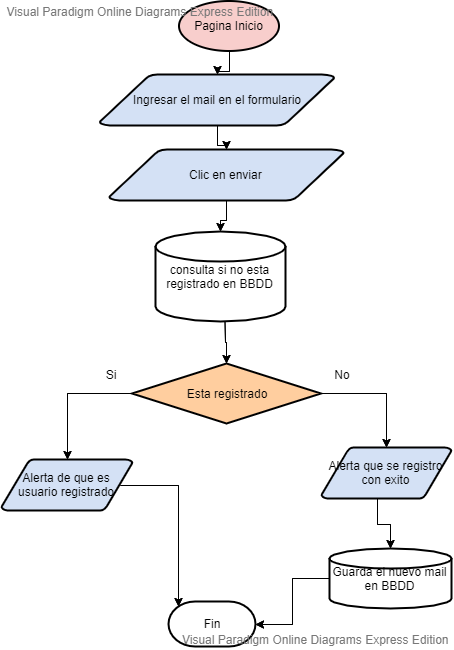 Visual Paradigm Online Diagrams Express Edition
Pagina Inicio
Ingresar el mail en el formulario
Clic en enviar
consulta si no esta
registrado en BBDD
Si
No
Esta registrado
Alerta de que es
usuario registrado
Alerta que se registro
con exito
Guarda el nuevo mail
en BBDD
Fin
Visual Paradigm Online Diagrams Express Edition